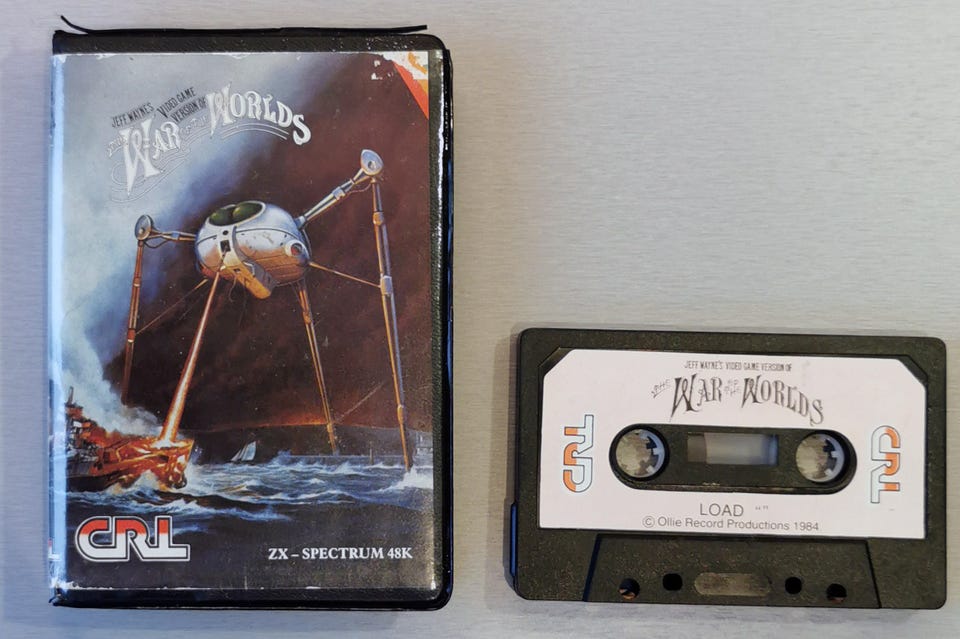 JEFF WAYNE'S VIDEO GAME
VERSION OF
THE WAR OF THE WORLDS
CRL
ZX – SPECTRUM 48K
JEFF WAYNE'S VIDEO GAME VERSION OF
THE WAR OF THE WORLDS
CRL
CRL
LOAD “”
© Ollie Record Productions 1984